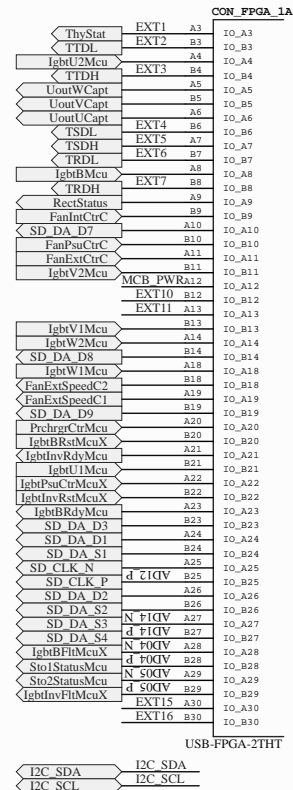 CON_FPGA_1A
ThyStat EXT1 A3 IO_A3
TTDL EXT2 B3 IO_B3
IgbtU2Mcu A4 IO_A4
TTDH EXT3 B4 IO_B4
UoutWCapt A5 IO_A5
UoutVCapt B5 IO_B5
UoutUCapt A6 IO_A6
TSDL EXT4 B6 IO_B6
TSDH EXT5 A7 IO_A7
TRDL EXT6 B7 IO_B7
IgbtBMcu A8 IO_A8
TRDH EXT7 B8 IO_B8
RectStatus A9 IO_A9
FanIntCtrC B9 IO_B9
SD_DA_D7 A10 IO_A10
FanPsuCtrC B10 IO_B10
FanExtCtrC A11 IO_A11
IgbtV2Mcu B11 IO_B11
MCB_PWR A12 IO_A12
EXT10 B12 IO_B12
EXT11 A13 IO_A13
IgbtV1Mcu B13 IO_B13
IgbtW2Mcu A14 IO_A14
SD_DA_D8 B14 IO_B14
IgbtW1Mcu A18 IO_A18
FanExtSpeedC2 B18 IO_B18
FanExtSpeedC1 A19 IO_A19
SD_DA_D9 B19 IO_B19
PrchrgrCtrMcu A20 IO_A20
IgbtBRstMcuX B20 IO_B20
IgbtInvRdyMcu A21 IO_A21
IgbtU1Mcu B21 IO_B21
IgbtPsuCtrMcuX A22 IO_A22
IgbtInvRstMcuX B22 IO_B22
IgbtBRdyMcu A23 IO_A23
SD_DA_D3 B23 IO_B23
SD_DA_D1 A24 IO_A24
SD_DA_S1 B24 IO_B24
SD_CLK_N A25 IO_A25
SD_CLK_P AD12_P B25 IO_B25
SD_DA_D2 A26 IO_A26
SD_DA_S2 B26 IO_B26
SD_DA_S3 AD14_N A27 IO_A27
SD_DA_S4 AD14_P B27 IO_B27
IgbtBFltMcuX AD04_N A28 IO_A28
Sto1StatusMcu AD04_P B28 IO_B28
Sto2StatusMcu AD05_N A29 IO_A29
IgbtInvFltMcuX AD05_P B29 IO_B29
EXT15 A30 IO_A30
EXT16 B30 IO_B30
USB-FPGA-2THT
I2C_SDA I2C_SDA
I2C_SCL I2C_SCL